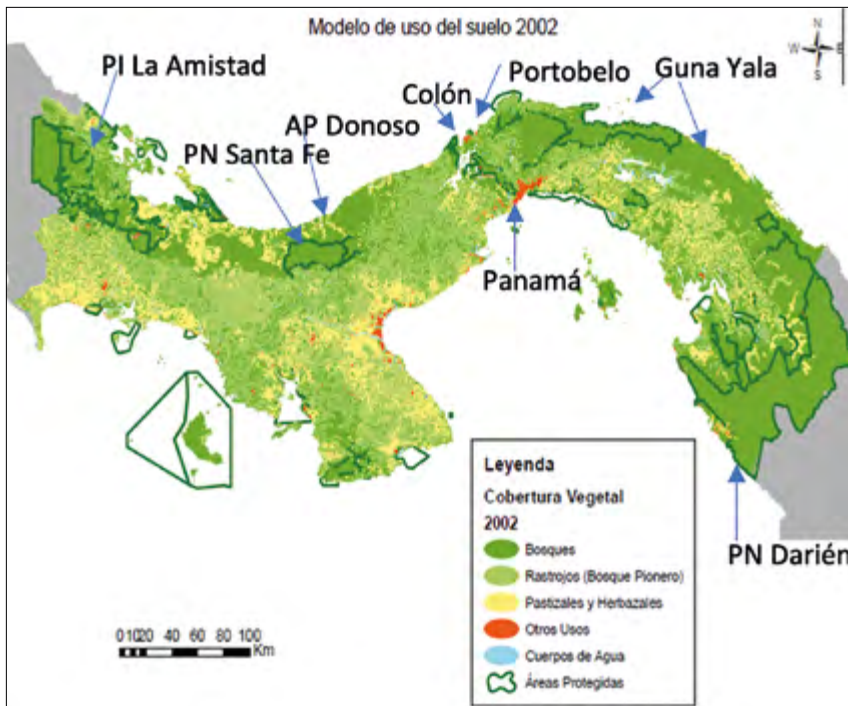 Modelo de uso del suelo 2002
N
W E
S
PI La Amistad
Portobelo
Guna Yala
Colón
AP Donoso
PN Santa Fe
Panamá
PN Darién
Leyenda
Cobertura Vegetal
2002
Bosques
Rastrojos (Bosque Pionero)
Pastizales y Herbazales
Otros Usos
Cuerpos de Agua
Áreas Protegidas
0 10 20 40 60 80 100
Km